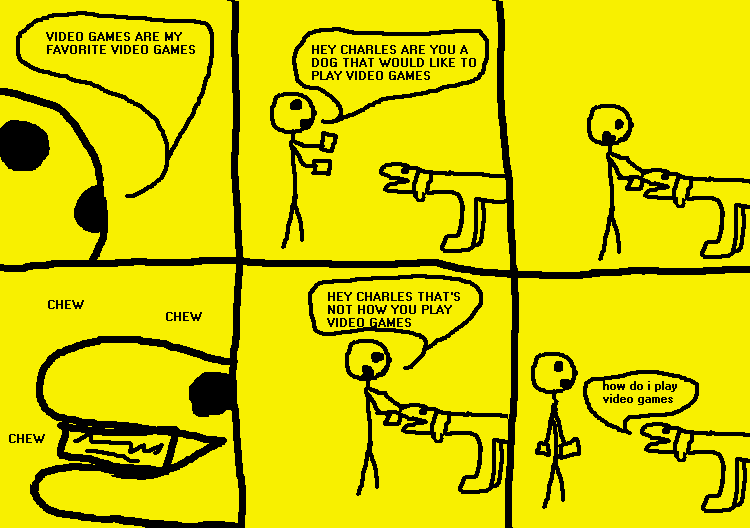 VIDEO GAMES ARE MY
FAVORITE VIDEO GAMES
HEY CHARLES ARE YOU A
DOG THAT WOULD LIKE TO
PLAY VIDEO GAMES
CHEW
CHEW
CHEW
HEY CHARLES THAT'S
NOT HOW YOU PLAY
VIDEO GAMES
how do i play
video games